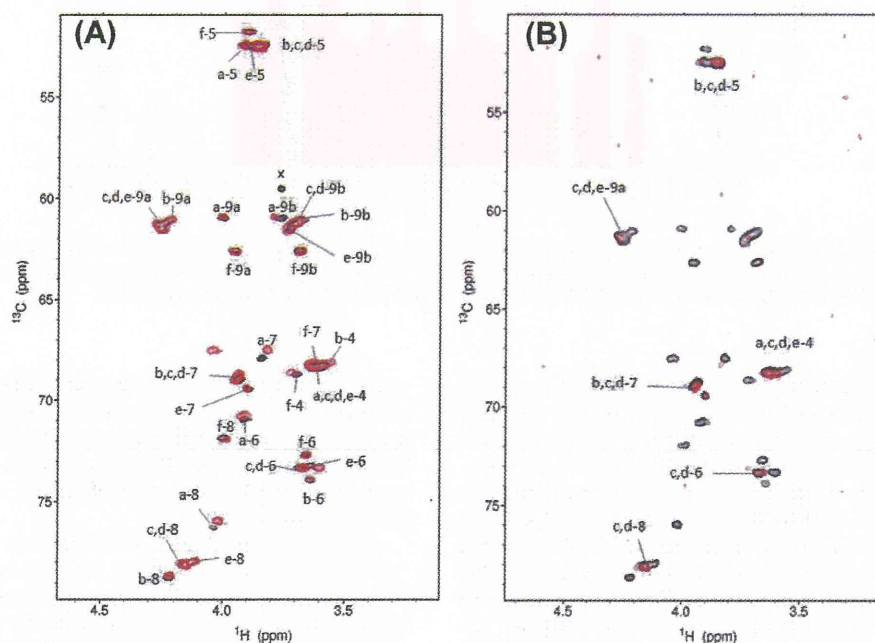 (A)
f-5
b,c,d-5
a-5
e-5
x
c,d-9b
c,d,e-9a
b-9a
a-9a
a-9b
b-9b
e-9b
f-9a
f-9b
a-7
f-7
b-4
b,c,d-7
e-7
f-4
a,c,d,e-4
f-8
a-6
f-6
c,d-6
e-6
b-6
a-8
c,d-8
e-8
b-8
55
60
65
70
75
¹³C (ppm)
4.5
4.0
3.5
¹H (ppm)
(B)
b,c,d-5
c,d,e-9a
a,c,d,e-4
b,c,d-7
c,d-6
c,d-8
55
60
65
70
75
¹³C (ppm)
4.5
4.0
3.5
¹H (ppm)